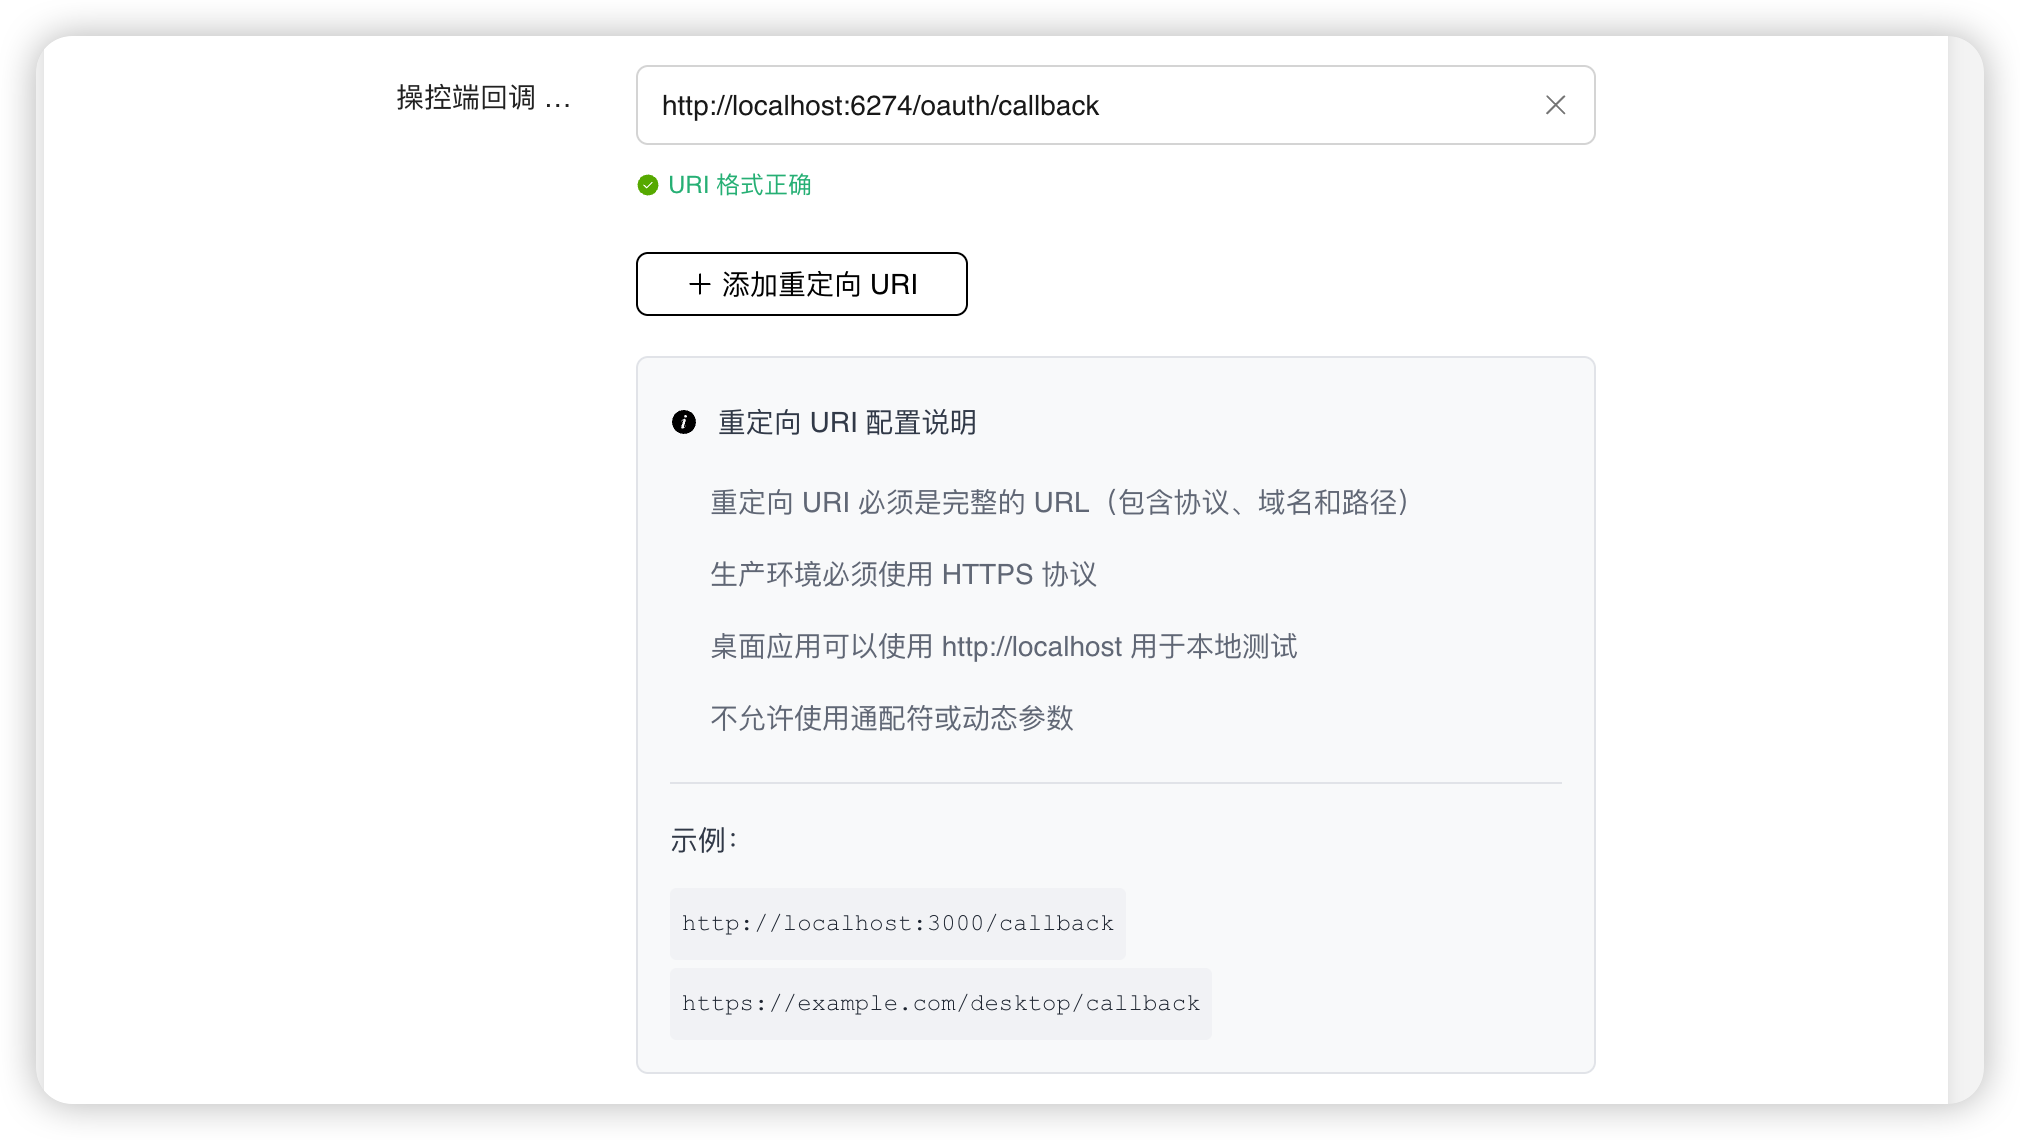 操控端回调 ...
http://localhost:6274/oauth/callback
URI 格式正确
添加重定向 URI
重定向 URI 配置说明
重定向 URI 必须是完整的 URL（包含协议、域名和路径）
生产环境必须使用 HTTPS 协议
桌面应用可以使用 http://localhost 用于本地测试
不允许使用通配符或动态参数
示例：
http://localhost:3000/callback
https://example.com/desktop/callback